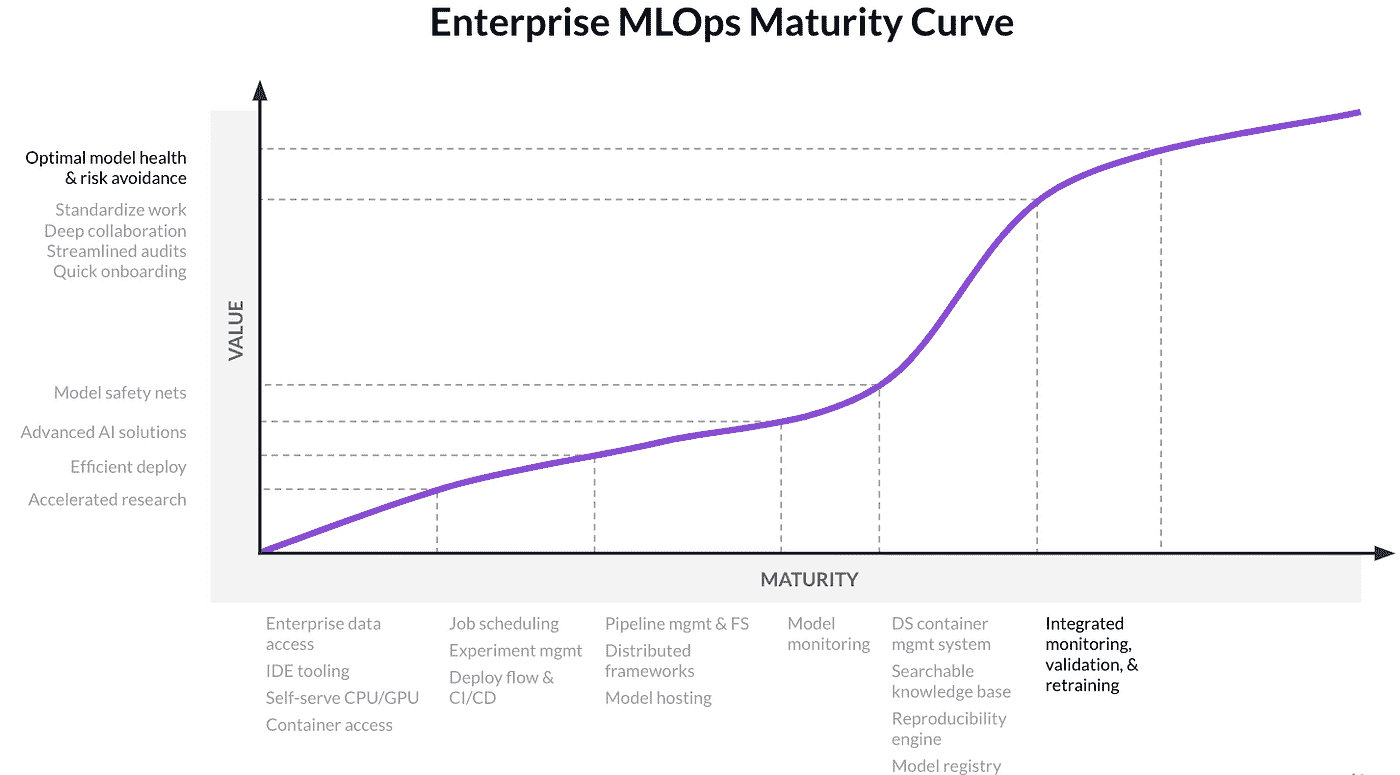 Enterprise MLOps Maturity Curve
Optimal model health
& risk avoidance
Standardize work
Deep collaboration
Streamlined audits
Quick onboarding
VALUE
Model safety nets
Advanced AI solutions
Efficient deploy
Accelerated research
MATURITY
Enterprise data
access
IDE tooling
Self-serve CPU/GPU
Container access
Job scheduling
Experiment mgmt
Deploy flow &
CI/CD
Pipeline mgmt & FS
Distributed
frameworks
Model hosting
Model
monitoring
DS container
mgmt system
Searchable
knowledge base
Reproducibility
engine
Model registry
Integrated
monitoring,
validation, &
retraining